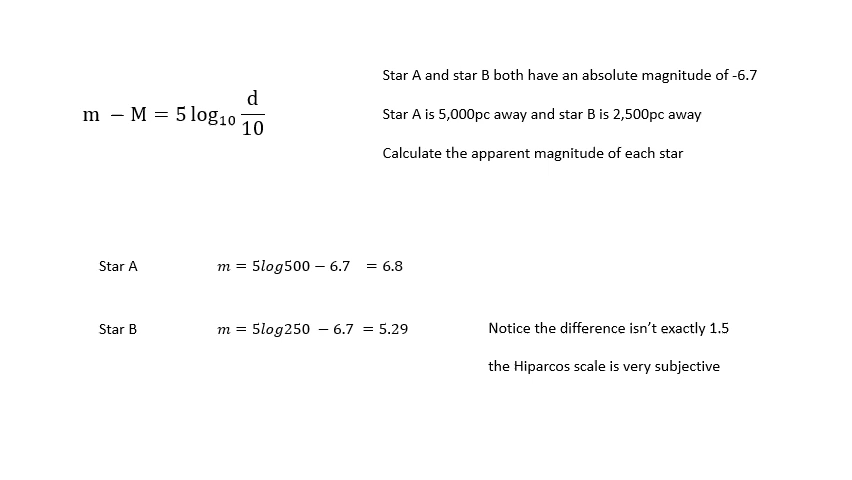 Star A and star B both have an absolute magnitude of -6.7
m – M = 5 log₁₀ d/10
Star A is 5,000pc away and star B is 2,500pc away
Calculate the apparent magnitude of each star
Star A m = 5log500 – 6.7 = 6.8
Star B m = 5log250 – 6.7 = 5.29 Notice the difference isn’t exactly 1.5
the Hiparcos scale is very subjective